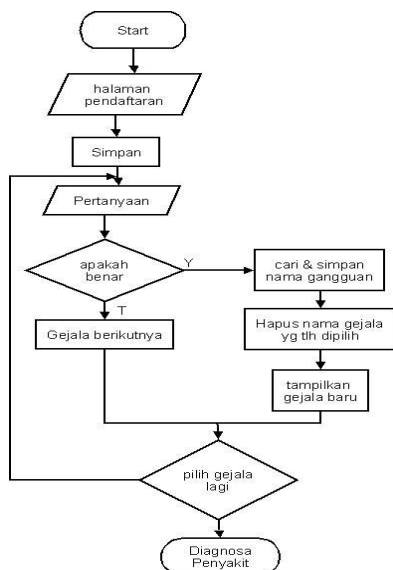 Start
halaman
pendaftaran
Simpan
Pertanyaan
apakah
benar
Y
T
cari & simpan
nama gangguan
Gejala berikutnya
Hapus nama gejala
yg tlh dipilih
tampilkan
gejala baru
pilih gejala
lagi
Diagnosa
Penyakit